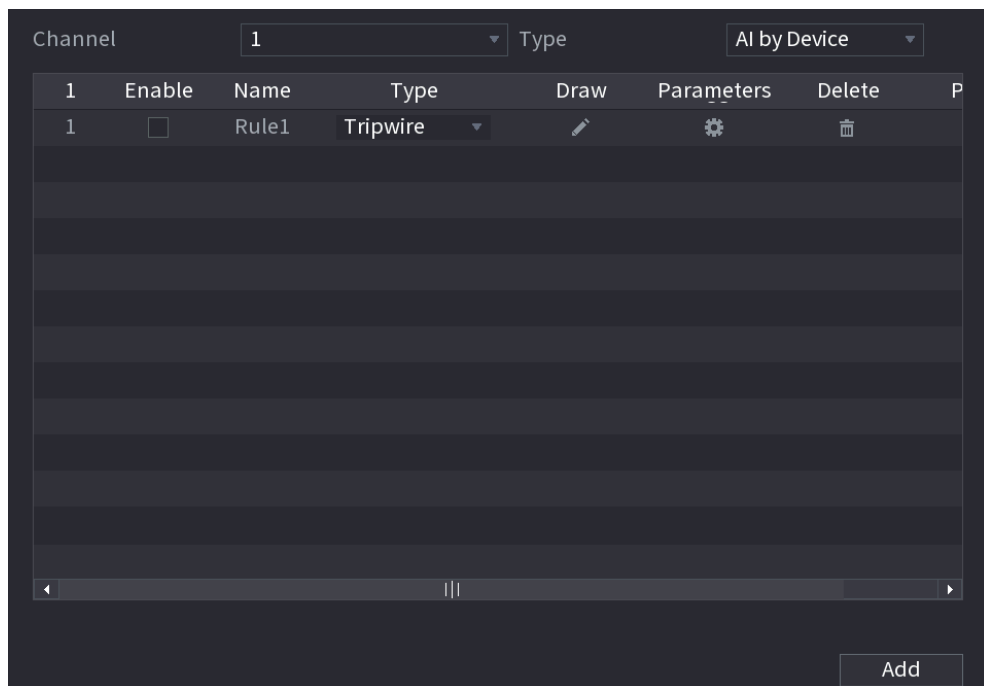 Channel 1 Type AI by Device
1 Enable Name Type Draw Parameters Delete P
1 Rule1 Tripwire
Add